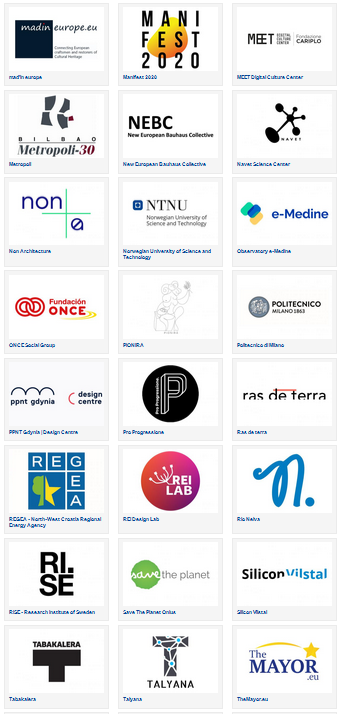 madin europe.eu
Connecting European
craftsmen and restorers of
Cultural Heritage
madin europe
MANI
FEST
2020
Manifest 2020
MEET DIGITAL CULTURE CENTER Fondazione CARIPLO
MEET Digital Culture Center
BILBAO
Metropoli-30
Metropoli
NEBC
New European Bauhaus Collective
New European Bauhaus Collective
NAVET
Navet Science Center
non
a
Non Architecture
NTNU
Norwegian University of
Science and Technology
Norwegian University of Science and
Technology
e-Medine
Observatory e-Medine
Fundación
ONCE
ONCE Social Group
PIONIRA
POLITECNICO
MILANO 1863
Politecnico di Milano
ppnt gdynia
design
centre
PPNT Gdynia | Design Centre
Pro Progressione
Pro Progressione
ras de terra
Ras de terra
REG
EA
REGEA - North-West Croatia Regional
Energy Agency
REI
LAB
REI Design Lab
n.
Rio Neiva
RI.
SE
RISE - Research Institute of Sweden
save the planet
Save The Planet Onlus
Silicon Vilstal
Silicon Vilstal
TABAKALERA
Tabakalera
TALYANA
Talyana
The
MAYOR
.eu
TheMayor.eu